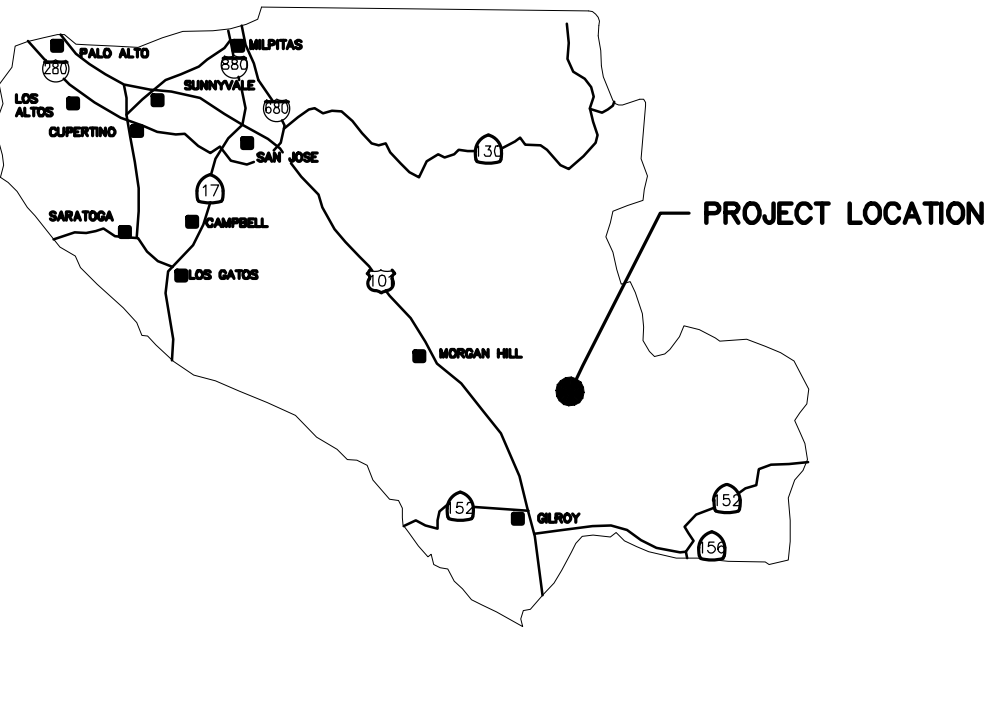 MILPITAS
PALO ALTO
280
880
SUNNYVALE
LOS
ALTOS
680
CUPERTINO
130
SAN JOSE
17
SARATOGA
CAMPBELL
PROJECT LOCATION
LOS GATOS
101
MORGAN HILL
152
152
GILROY
156